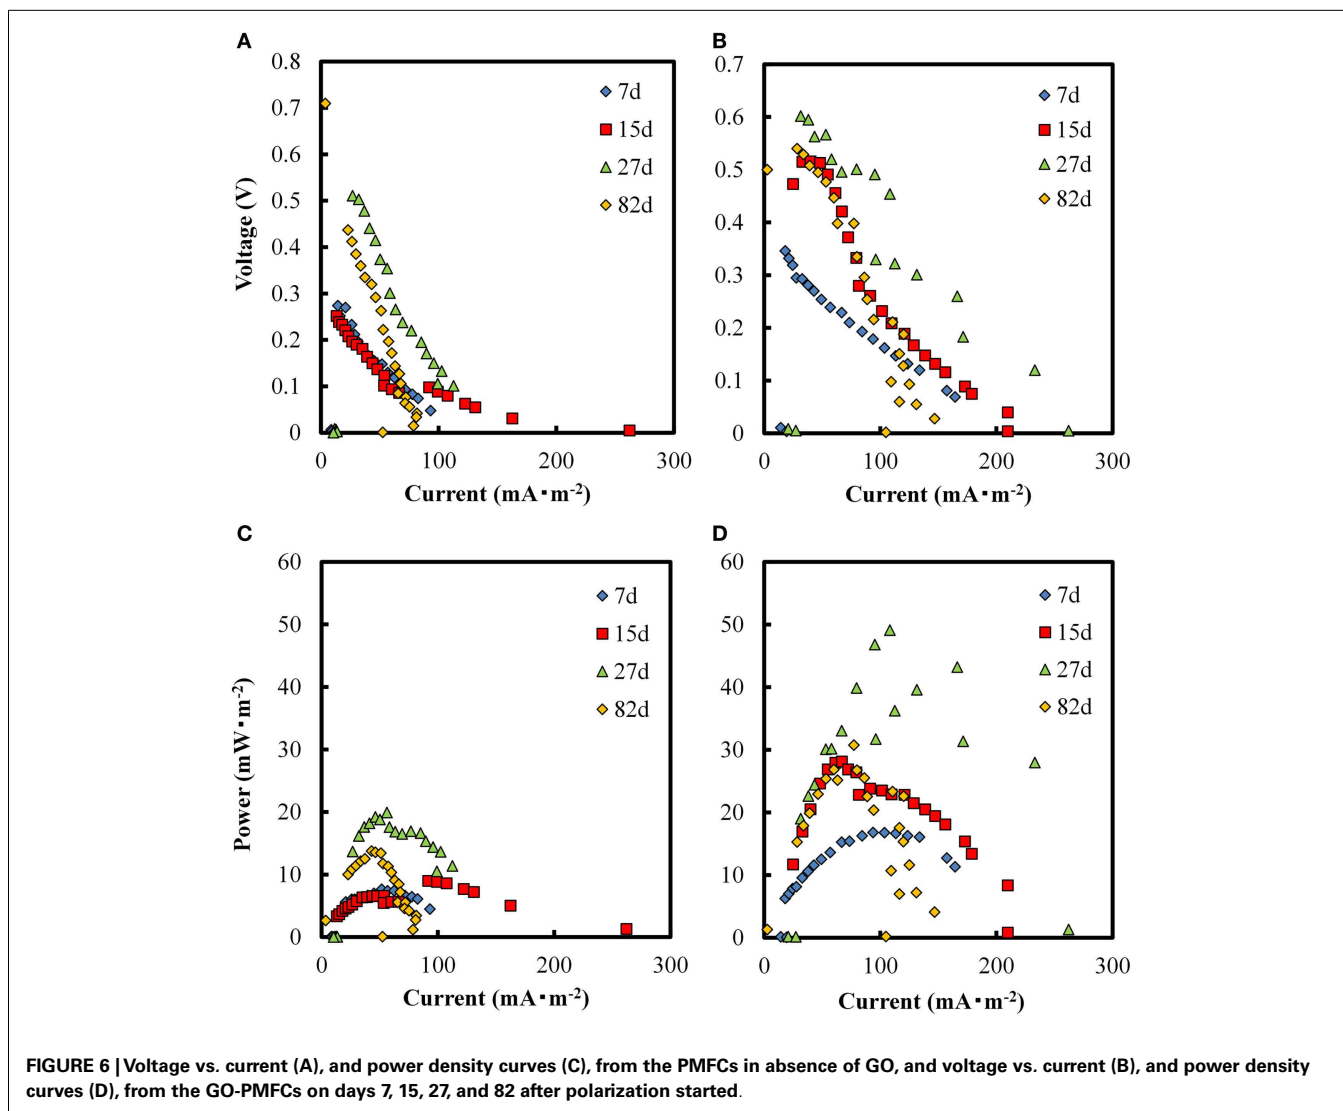 A
0.8
0.7
0.6
0.5
0.4
0.3
0.2
0.1
0
Voltage (V)
7d
15d
27d
82d
0 100 200 300
Current (mA·m-2)
B
0.7
0.6
0.5
0.4
0.3
0.2
0.1
0
7d
15d
27d
82d
0 100 200 300
Current (mA·m-2)
C
60
50
40
30
20
10
0
Power (mW·m-2)
7d
15d
27d
82d
0 100 200 300
Current (mA·m-2)
D
60
50
40
30
20
10
0
7d
15d
27d
82d
0 100 200 300
Current (mA·m-2)
FIGURE 6 | Voltage vs. current (A), and power density curves (C), from the PMFCs in absence of GO, and voltage vs. current (B), and power density
curves (D), from the GO-PMFCs on days 7, 15, 27, and 82 after polarization started.